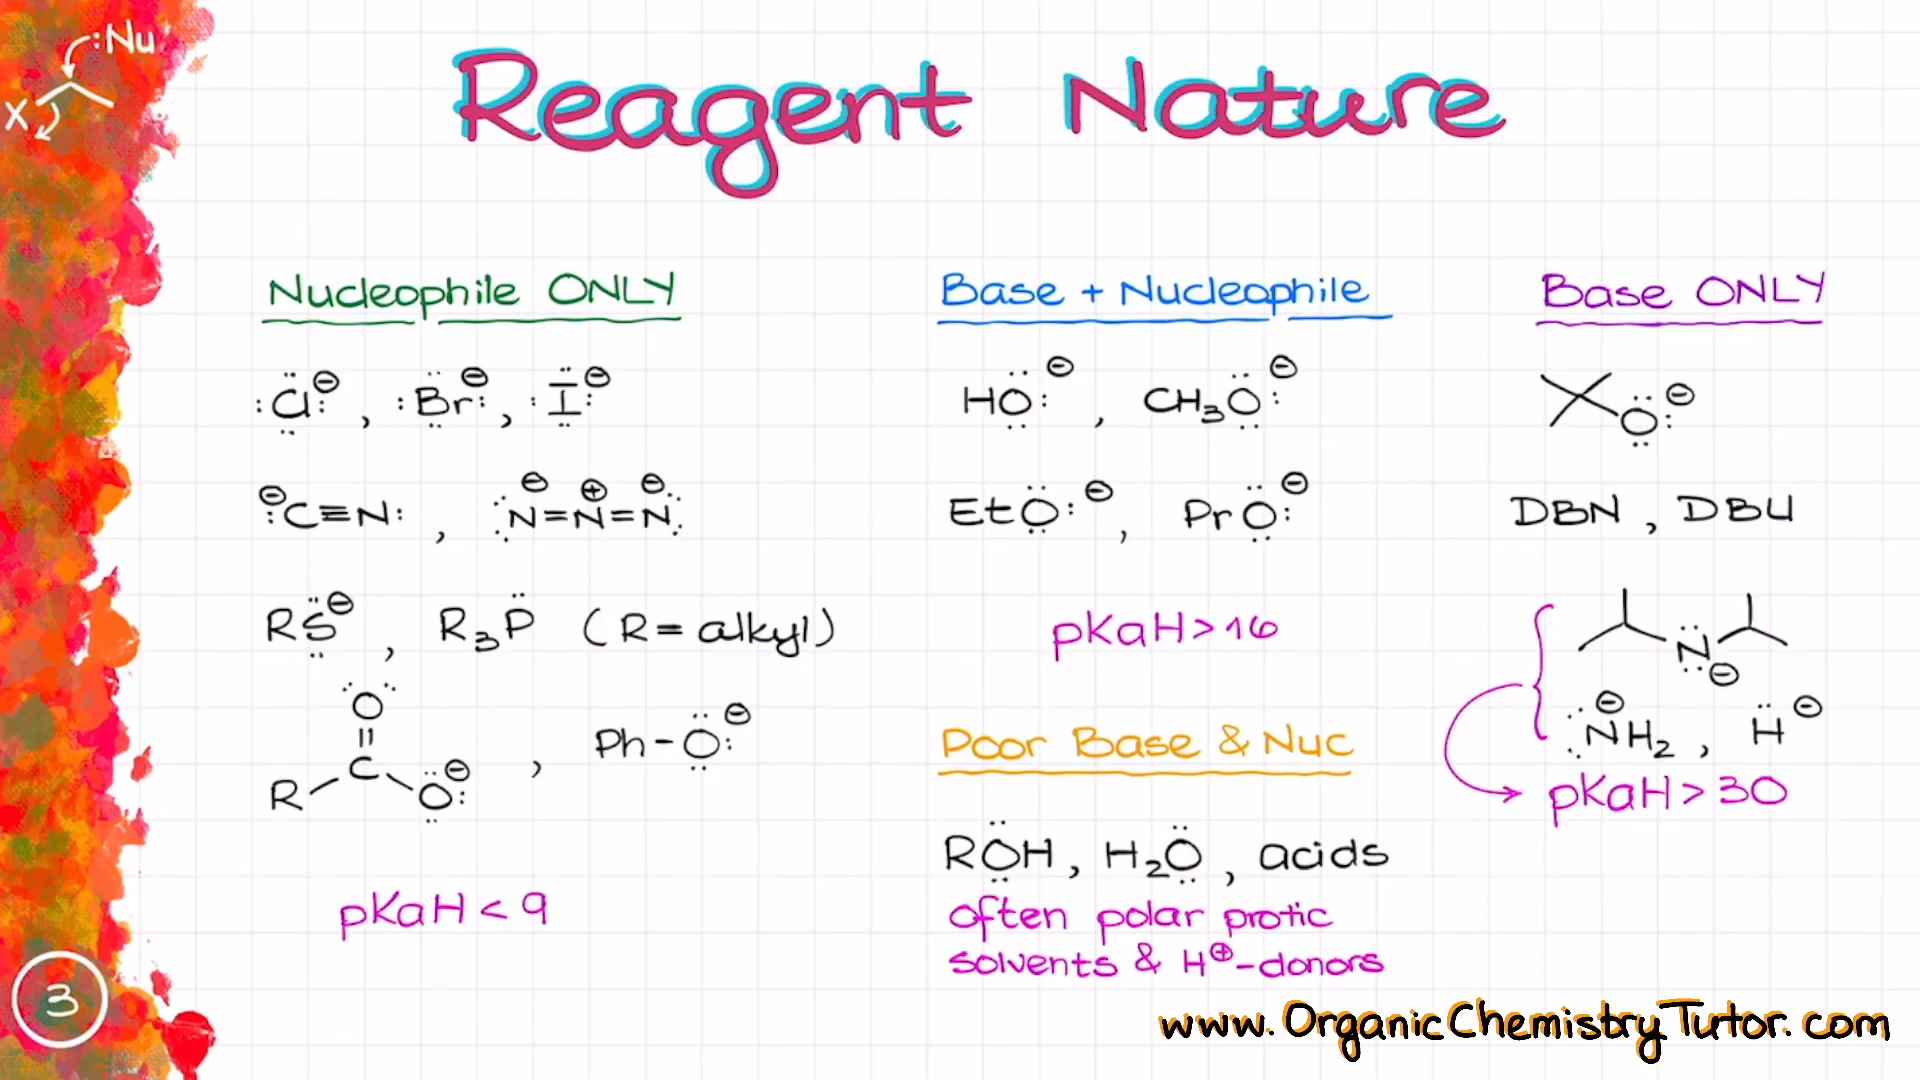 :Nu
X
Reagent Nature
Nucleophile ONLY
:Cl:⊖, :Br:⊖, :I:⊖
⊖:C≡N:, :N⊖=N⊕=N⊖:
RS⊖, R₃P (R= alkyl)
O
||
R-C-O:⊖, Ph-O:⊖
pKaH < 9
Base + Nucleophile
HO:⊖, CH₃O:⊖
EtO:⊖, PrO:⊖
pKaH > 16
Poor Base & Nuc
ROH, H₂O, acids
often polar protic
solvents & H⊕-donors
Base ONLY
O:⊖
DBN, DBU
N⊖
:NH₂⊖, H⊖
pKaH > 30
3
www.OrganicChemistryTutor.com